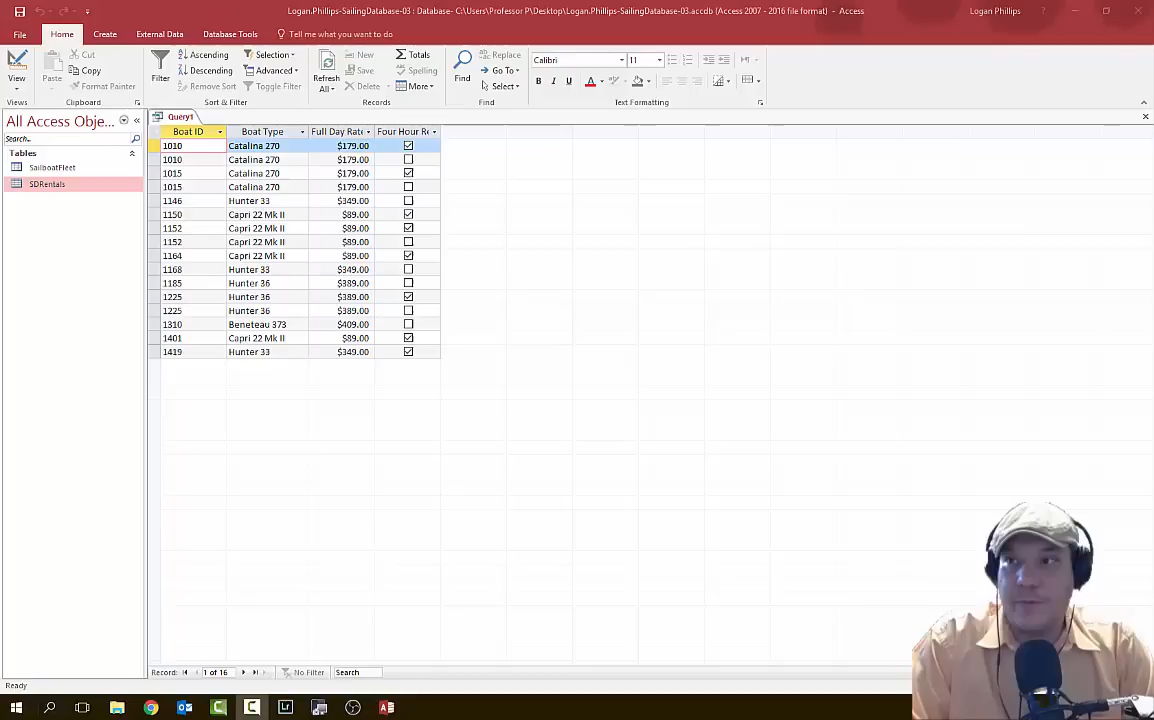 Logan.Phillips-SailingDatabase-03 : Database- C:\Users\Professor P\Desktop\Logan.Phillips-SailingDatabase-03.accdb (Access 2007 - 2016 file format) - Access
Logan Phillips
?
File Home Create External Data Database Tools Tell me what you want to do
View
Views
Paste
Cut
Copy
Format Painter
Clipboard
Filter
Ascending
Descending
Remove Sort
Selection
Advanced
Toggle Filter
Sort & Filter
Refresh All
New
Save
Delete
Totals
Spelling
More
Records
Find
Replace
Go To
Select
Find
Calibri 11
B I U A
Text Formatting
All Access Obje...
Search..
Tables
SailboatFleet
SDRentals
Query1
Boat ID Boat Type Full Day Rate Four Hour Re
1010 Catalina 270 $179.00
1010 Catalina 270 $179.00
1015 Catalina 270 $179.00
1015 Catalina 270 $179.00
1146 Hunter 33 $349.00
1150 Capri 22 Mk II $89.00
1152 Capri 22 Mk II $89.00
1152 Capri 22 Mk II $89.00
1164 Capri 22 Mk II $89.00
1168 Hunter 33 $349.00
1185 Hunter 36 $389.00
1225 Hunter 36 $389.00
1225 Hunter 36 $389.00
1310 Beneteau 373 $409.00
1401 Capri 22 Mk II $89.00
1419 Hunter 33 $349.00
Record: 1 of 16 No Filter Search
Ready
C C Lr A